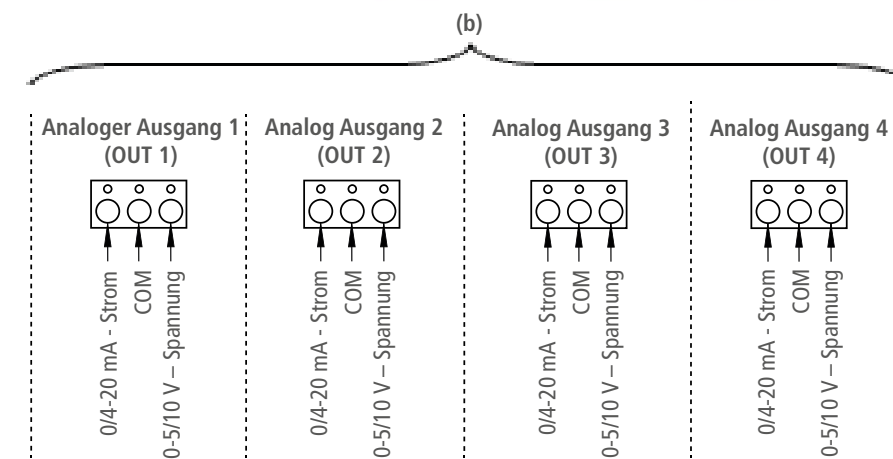 (b)
Analoger Ausgang 1
(OUT 1)
0/4-20 mA - Strom
COM
0-5/10 V – Spannung
Analog Ausgang 2
(OUT 2)
0/4-20 mA - Strom
COM
0-5/10 V – Spannung
Analog Ausgang 3
(OUT 3)
0/4-20 mA - Strom
COM
0-5/10 V – Spannung
Analog Ausgang 4
(OUT 4)
0/4-20 mA - Strom
COM
0-5/10 V – Spannung